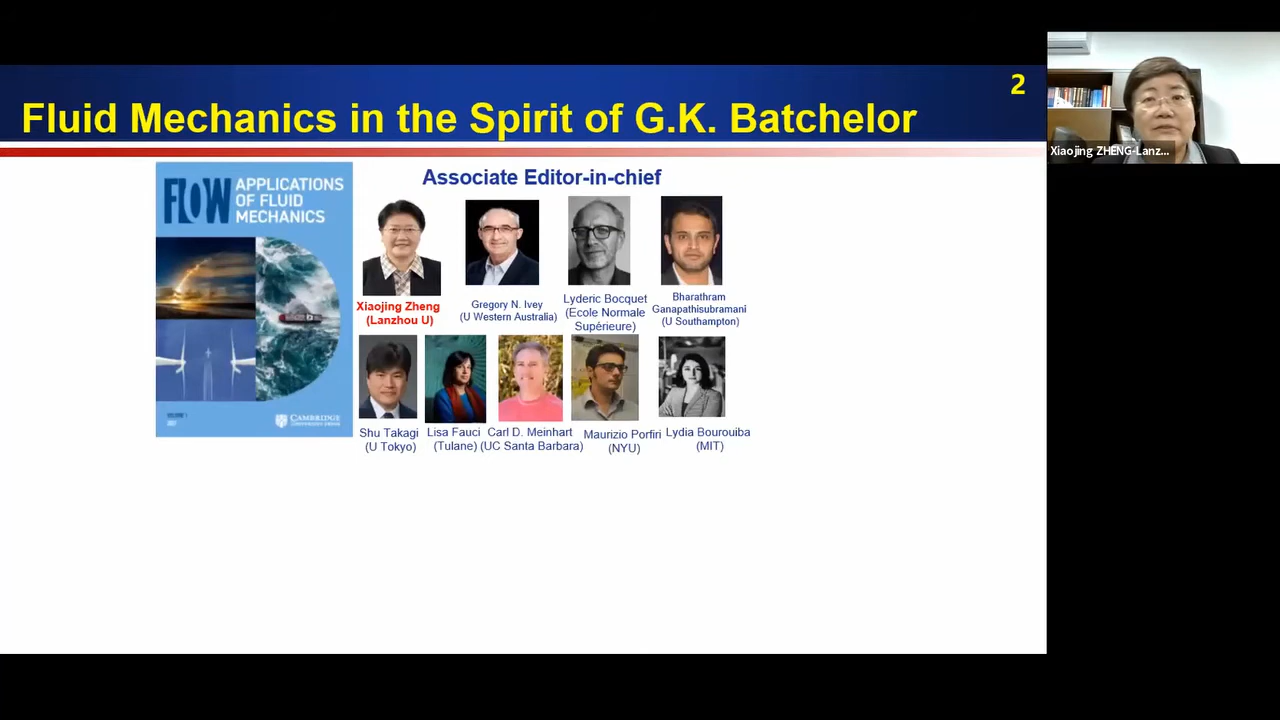 2
Fluid Mechanics in the Spirit of G.K. Batchelor
Xiaojing ZHENG-Lanz...
FLOW APPLICATIONS
OF FLUID
MECHANICS
CAMBRIDGE
Associate Editor-in-chief
Xiaojing Zheng
(Lanzhou U)
Gregory N. Ivey
(U Western Australia)
Lyderic Bocquet
(Ecole Normale
Supérieure)
Bharathram
Ganapathisubramani
(U Southampton)
Shu Takagi
(U Tokyo)
Lisa Fauci
(Tulane)
Carl D. Meinhart
(UC Santa Barbara)
Maurizio Porfiri
(NYU)
Lydia Bourouiba
(MIT)